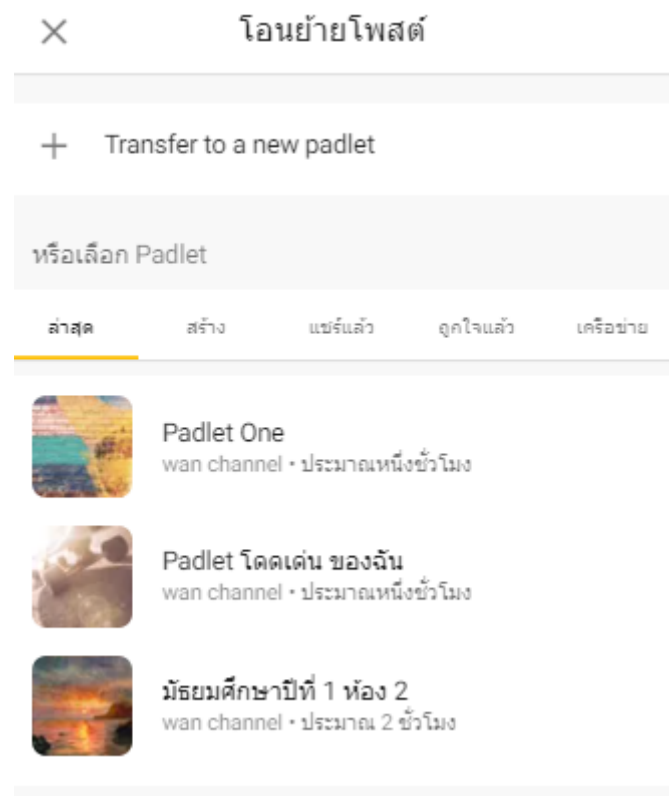 โอนย้ายโพสต์
Transfer to a new padlet
หรือเลือก Padlet
ล่าสุด สร้าง แชร์แล้ว ถูกใจแล้ว เครือข่าย
Padlet One
wan channel • ประมาณหนึ่งชั่วโมง
Padlet โดดเด่น ของฉัน
wan channel • ประมาณหนึ่งชั่วโมง
มัธยมศึกษาปีที่ 1 ห้อง 2
wan channel • ประมาณ 2 ชั่วโมง